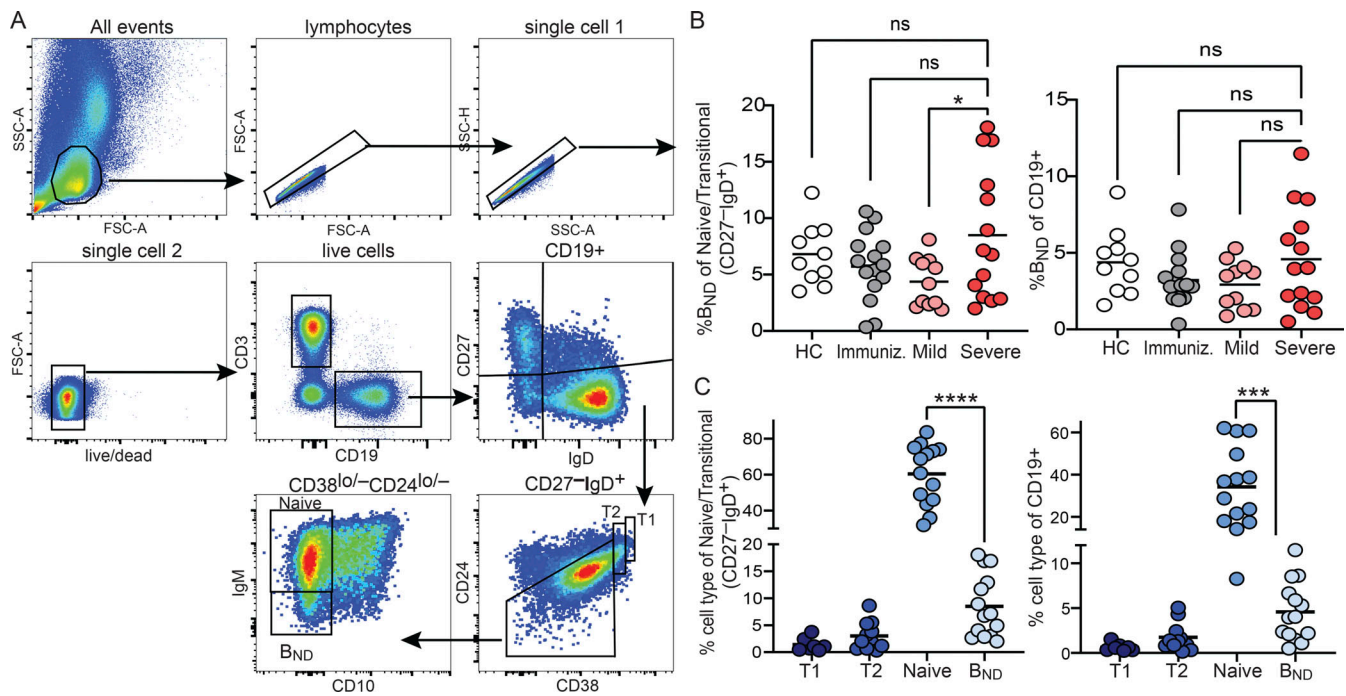 A
All events
lymphocytes
single cell 1
SSC-A
FSC-A
FSC-A
FSC-A
SSC-H
SSC-A
single cell 2
live cells
CD19+
FSC-A
live/dead
CD3
CD19
CD27
IgD
CD38lo/–CD24lo/–
CD27–IgD+
Naive
IgM
BND
CD10
T2
T1
CD24
CD38
B
ns
ns
*
%BND of Naive/Transitional
(CD27–IgD+)
20
15
10
5
0
HC
Immuniz.
Mild
Severe
ns
ns
ns
%BND of CD19+
15
10
5
0
HC
Immuniz.
Mild
Severe
C
****
% cell type of Naive/Transitional
(CD27–IgD+)
80
60
40
20
15
10
5
0
T1
T2
Naive
BND
***
% cell type of CD19+
60
40
20
10
5
0
T1
T2
Naive
BND